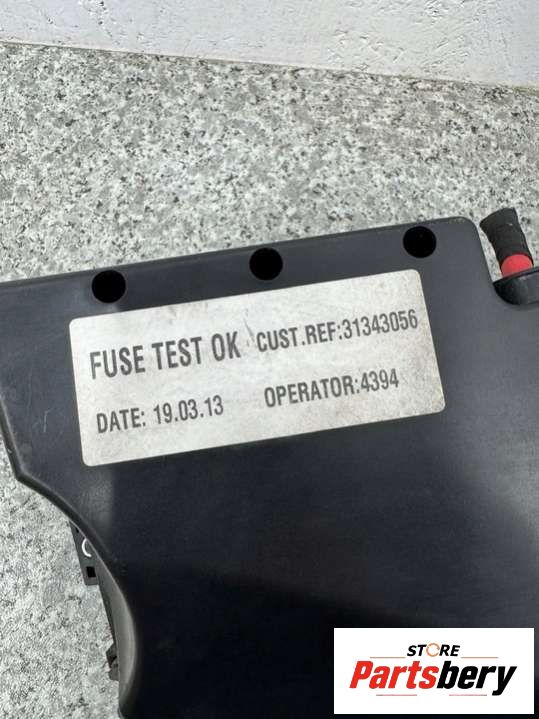 FUSE TEST OK CUST.REF:31343056
DATE: 19.03.13 OPERATOR:4394
STORE
Partsbery